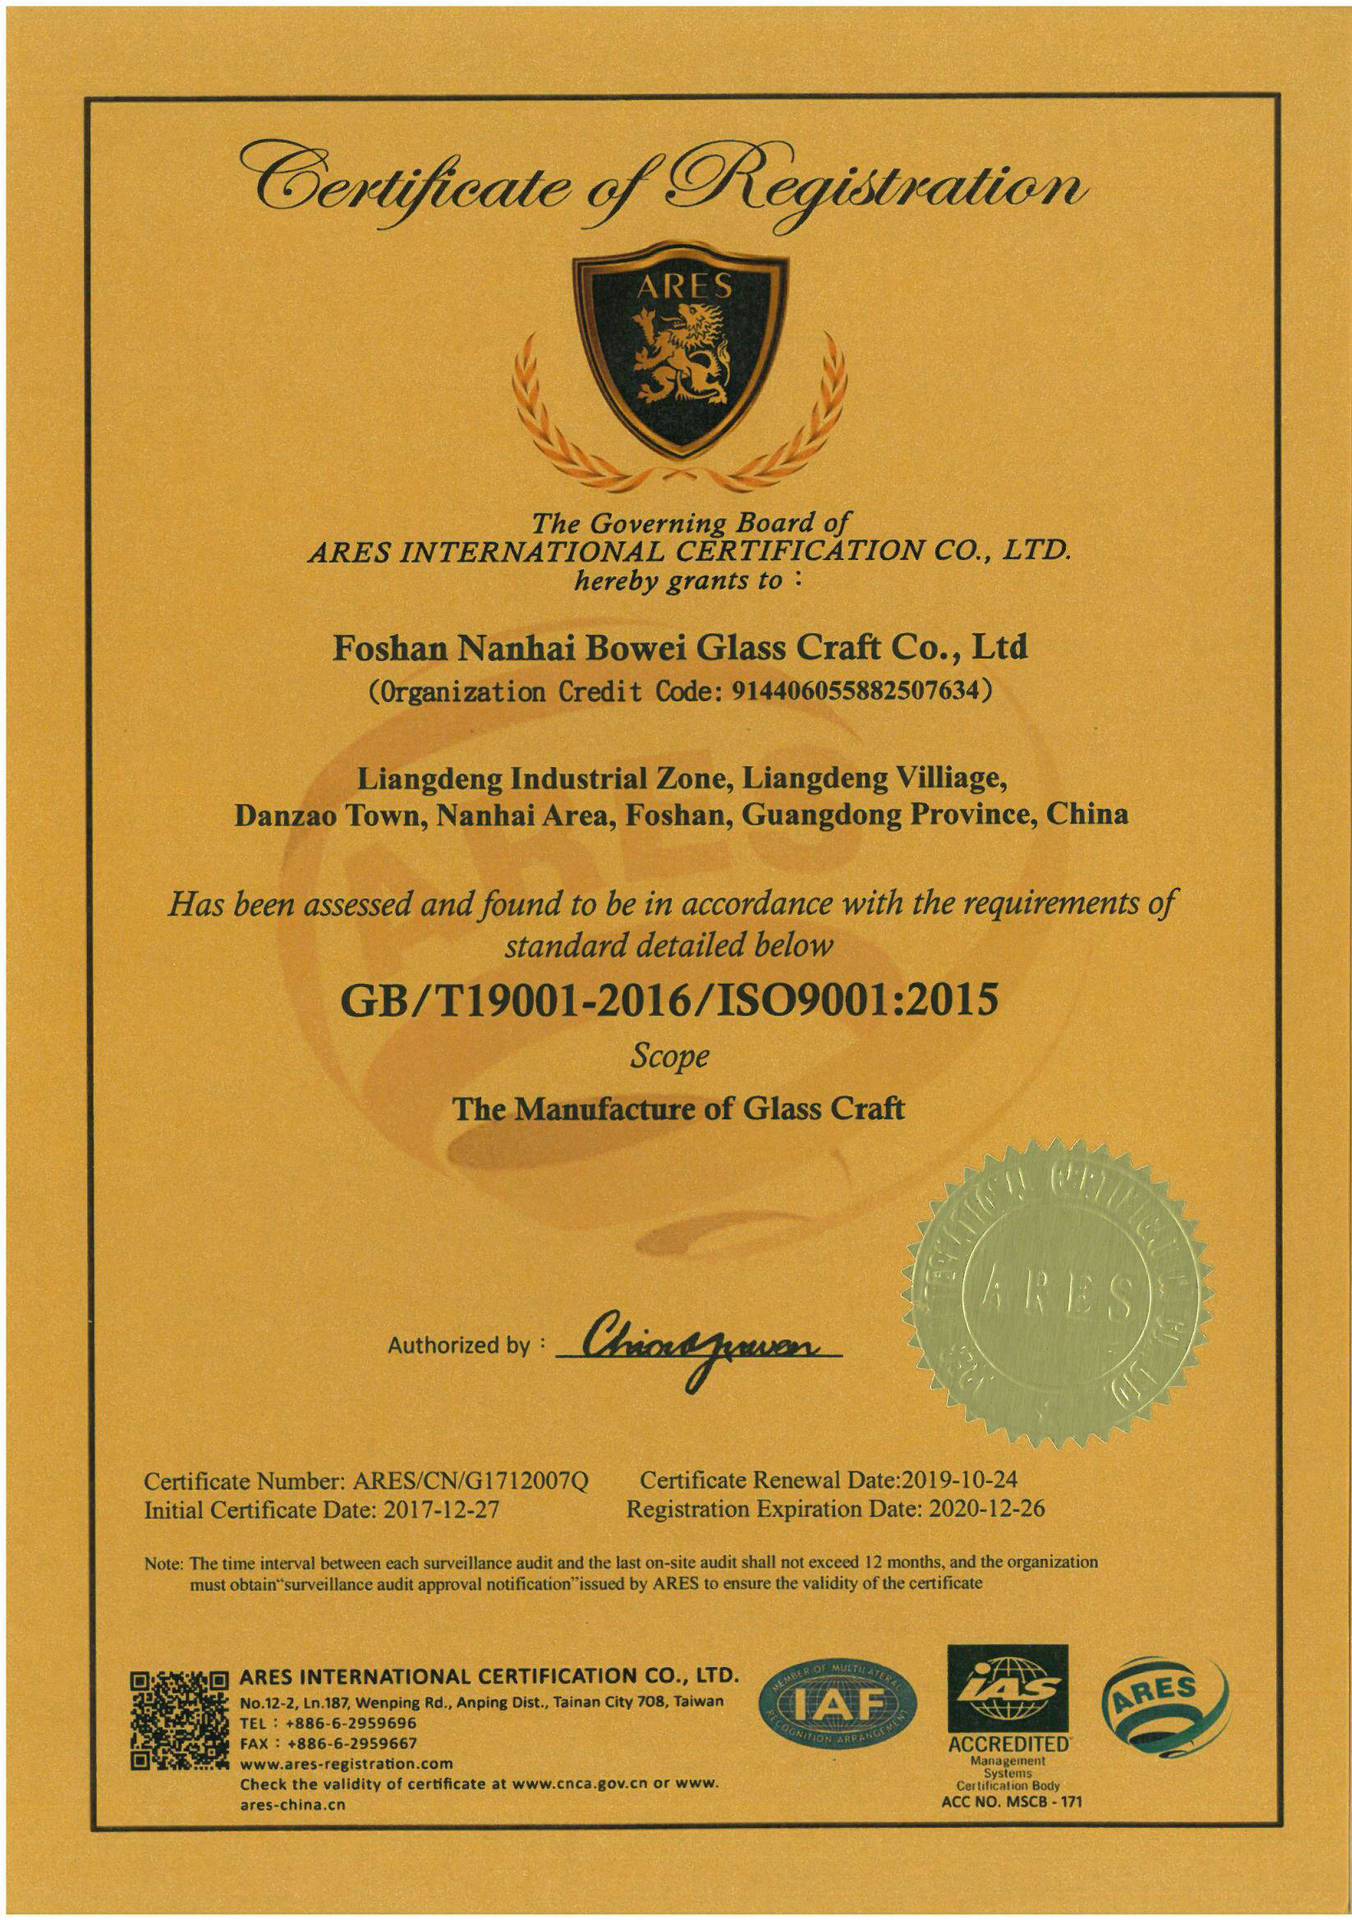 Certificate of Registration
ARES
The Governing Board of
ARES INTERNATIONAL CERTIFICATION CO., LTD.
hereby grants to：
Foshan Nanhai Bowei Glass Craft Co., Ltd
(Organization Credit Code: 914406055882507634)
Liangdeng Industrial Zone, Liangdeng Villiage,
Danzao Town, Nanhai Area, Foshan, Guangdong Province, China
ARES
Has been assessed and found to be in accordance with the requirements of
standard detailed below
GB/T19001-2016/ISO9001:2015
Scope
The Manufacture of Glass Craft
ARES
Authorized by：
Certificate Number: ARES/CN/G1712007Q
Certificate Renewal Date:2019-10-24
Initial Certificate Date: 2017-12-27
Registration Expiration Date: 2020-12-26
Note: The time interval between each surveillance audit and the last on-site audit shall not exceed 12 months, and the organization
must obtain“surveillance audit approval notification”issued by ARES to ensure the validity of the certificate
ARES INTERNATIONAL CERTIFICATION CO., LTD.
No.12-2, Ln.187, Wenping Rd., Anping Dist., Tainan City 708, Taiwan
TEL：+886-6-2959696
FAX：+886-6-2959667
www.ares-registration.com
Check the validity of certificate at www.cnca.gov.cn or www.
ares-china.cn
MEMBER OF MULTILATERAL
IAF
RECOGNITION ARRANGEMENT
iAS
ACCREDITED
Management
Systems
Certification Body
ACC NO. MSCB - 171
ARES